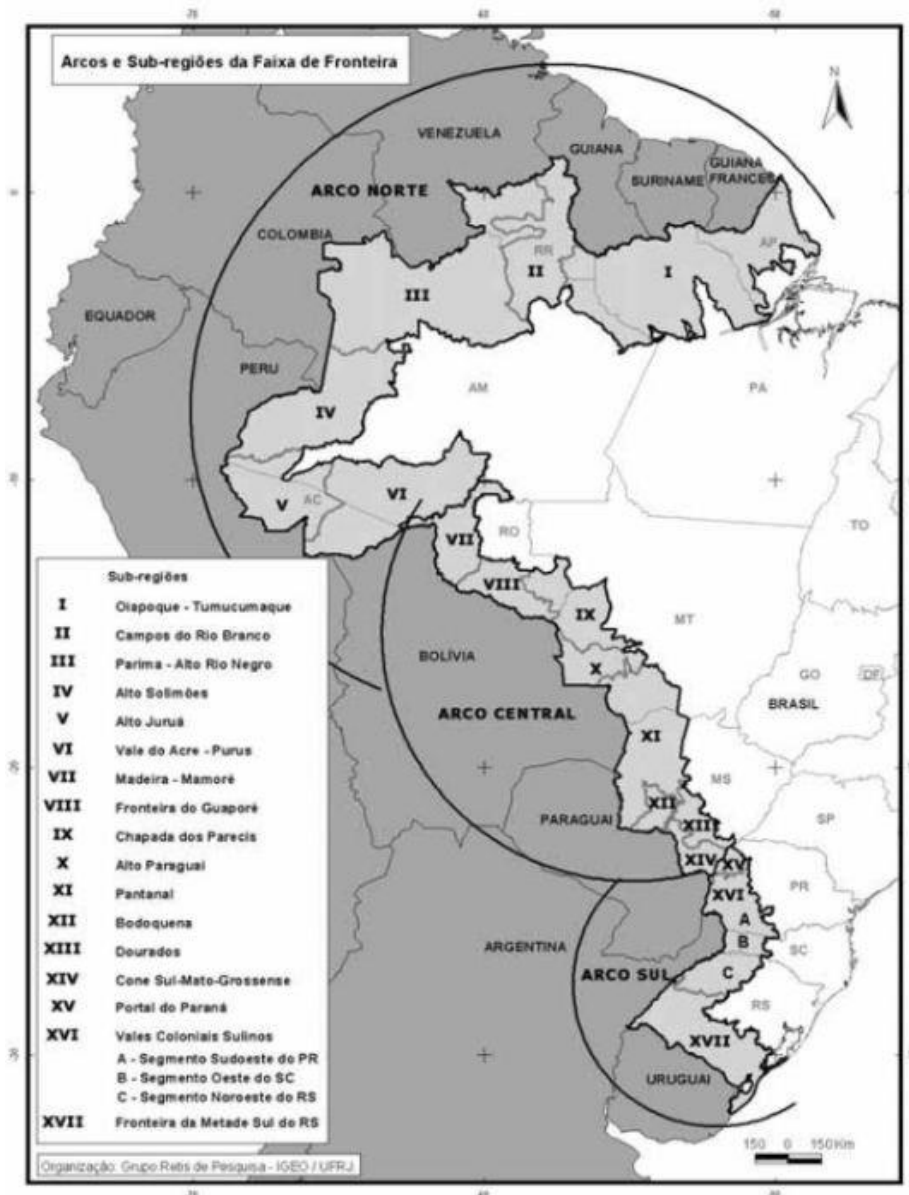 Arcos e Sub-regiões da Faixa de Fronteira
N
VENEZUELA
GUIANA
SURINAME
GUIANA
FRANCESA
ARCO NORTE
COLOMBIA
RR
AP
III
II
I
EQUADOR
PERU
AM
PA
IV
V
AC
VI
VII
RO
TO
VIII
IX
MT
BOLÍVIA
X
GO
DF
BRASIL
ARCO CENTRAL
XI
MS
XII
PARAGUAI
XIII
SP
XIV
XV
XVI
PR
A
B
SC
ARGENTINA
ARCO SUL
C
RS
XVII
URUGUAI
150 0 150 Km
Sub-regiões
I Oiapoque - Tumucumaque
II Campos do Rio Branco
III Parima - Alto Rio Negro
IV Alto Solimões
V Alto Juruá
VI Vale do Acre - Purus
VII Madeira - Mamoré
VIII Fronteira do Guaporé
IX Chapada dos Parecis
X Alto Paraguai
XI Pantanal
XII Bodoquena
XIII Dourados
XIV Cone Sul-Mato-Grossense
XV Portal do Paraná
XVI Vales Coloniais Sulinos
A - Segmento Sudoeste do PR
B - Segmento Oeste do SC
C - Segmento Noroeste do RS
XVII Fronteira da Metade Sul do RS
Organização: Grupo Retis de Pesquisa - IGEO / UFRJ